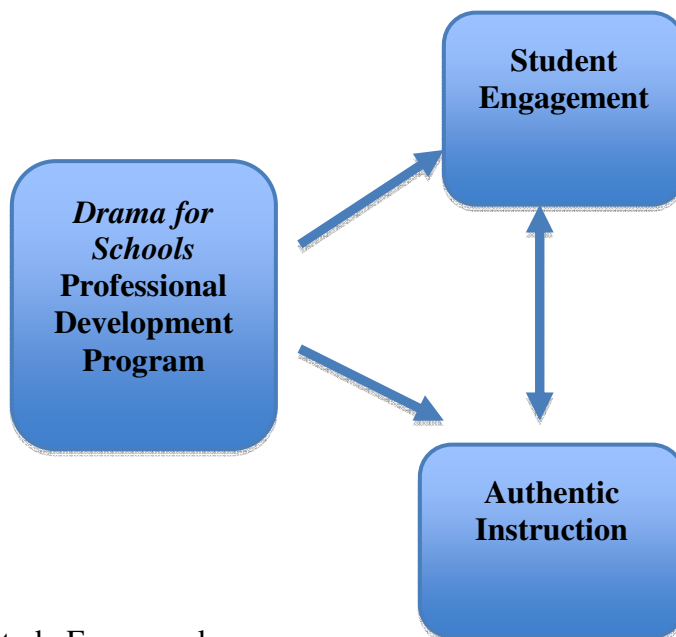 Student
Engagement
Drama for
Schools
Professional
Development
Program
Authentic
Instruction